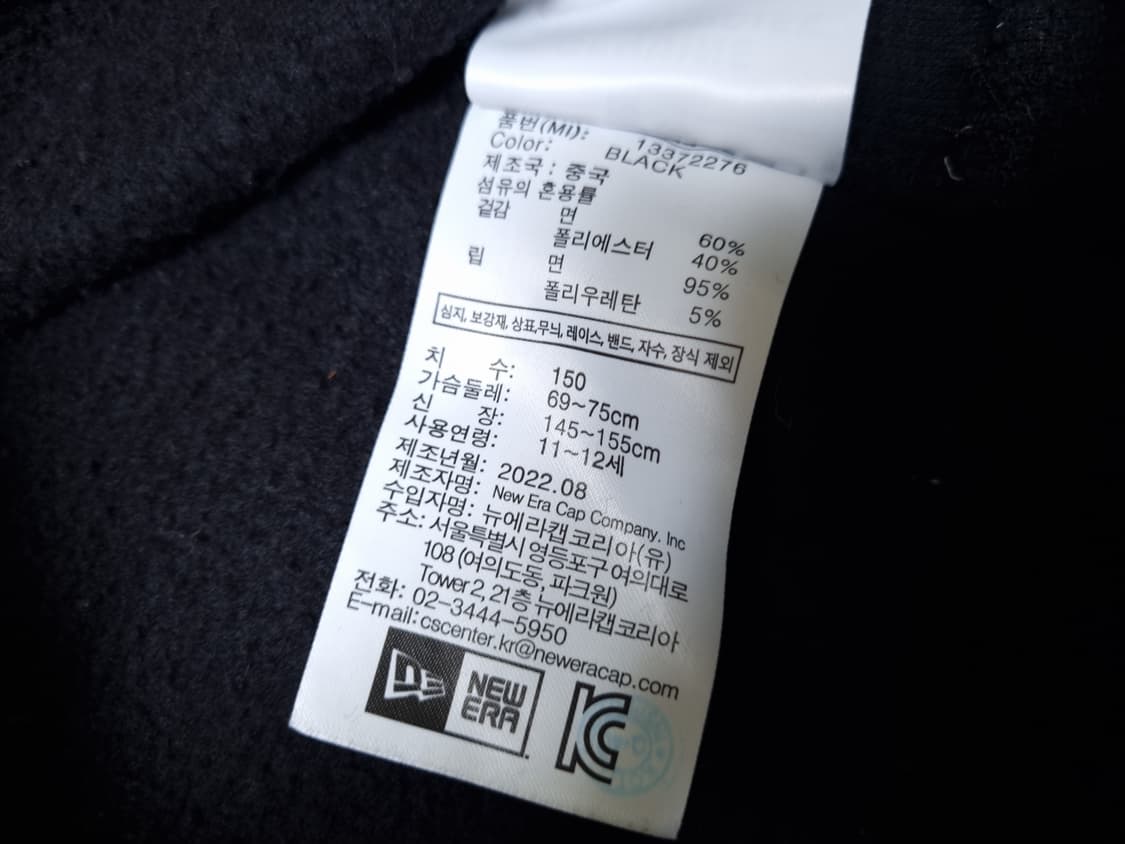 품번(MI): 13372276
Color: BLACK
제조국: 중국
섬유의 혼용률
겉감 면 60%
폴리에스터 40%
립 면 95%
폴리우레탄 5%
심지, 보강재, 상표,무늬, 레이스, 밴드, 자수, 장식 제외
치 수: 150
가슴둘레: 69~75cm
신 장: 145~155cm
사용연령: 11~12세
제조년월: 2022.08
제조자명: New Era Cap Company. Inc
수입자명: 뉴에라캡코리아(유)
주소: 서울특별시 영등포구 여의대로
108 (여의도동, 파크원)
Tower 2, 21층 뉴에라캡코리아
전화: 02-3444-5950
E-mail: cscenter.kr@neweracap.com
NEW
ERA
KC